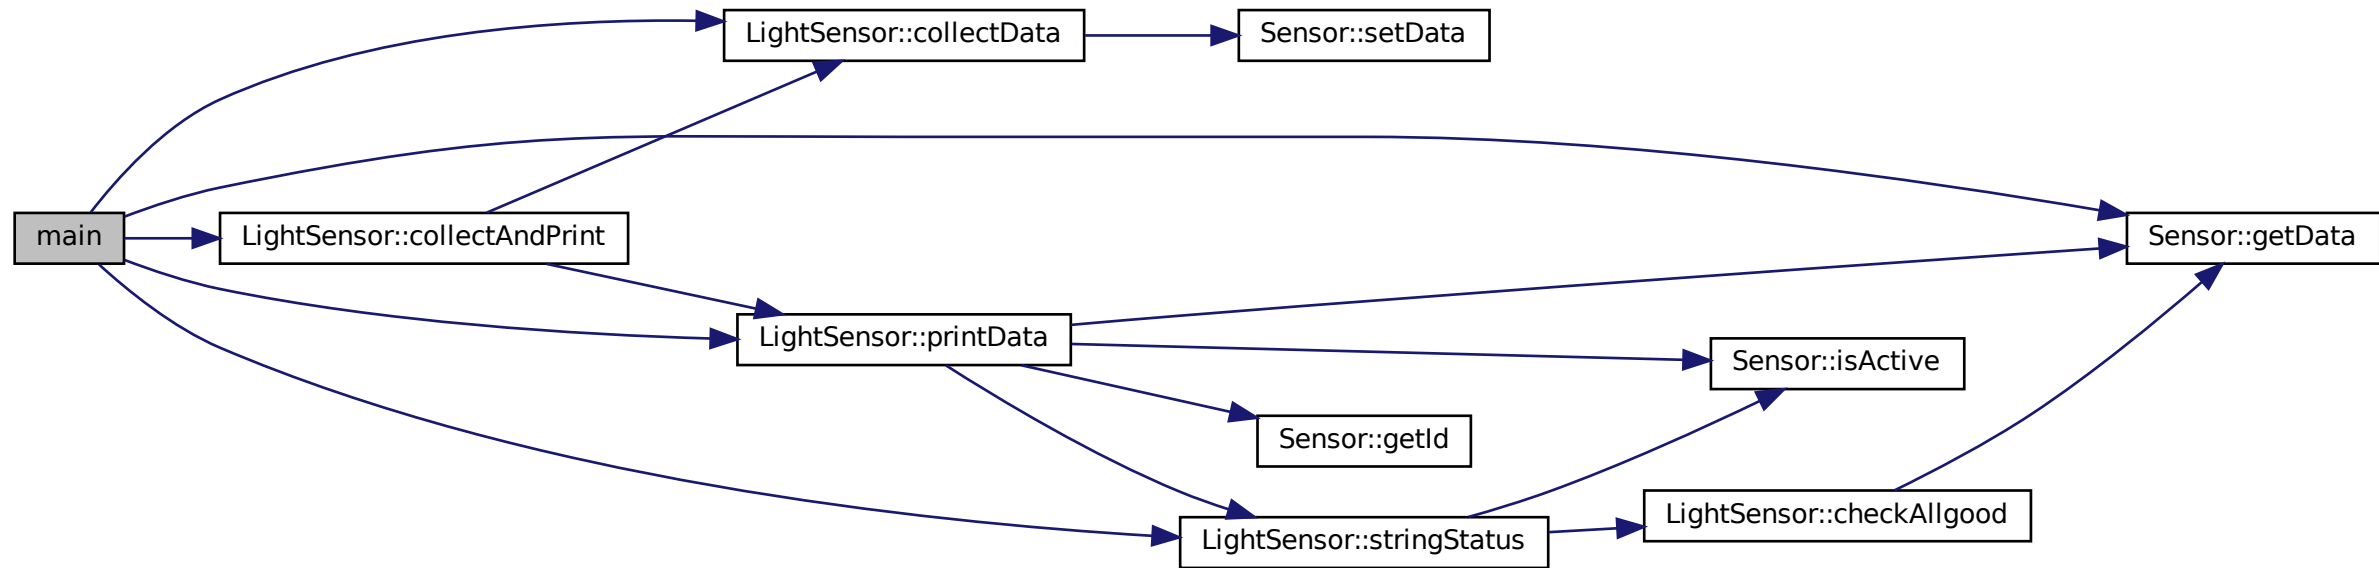 LightSensor::collectData
Sensor::setData
main
LightSensor::collectAndPrint
Sensor::getData
LightSensor::printData
Sensor::isActive
Sensor::getId
LightSensor::checkAllgood
LightSensor::stringStatus